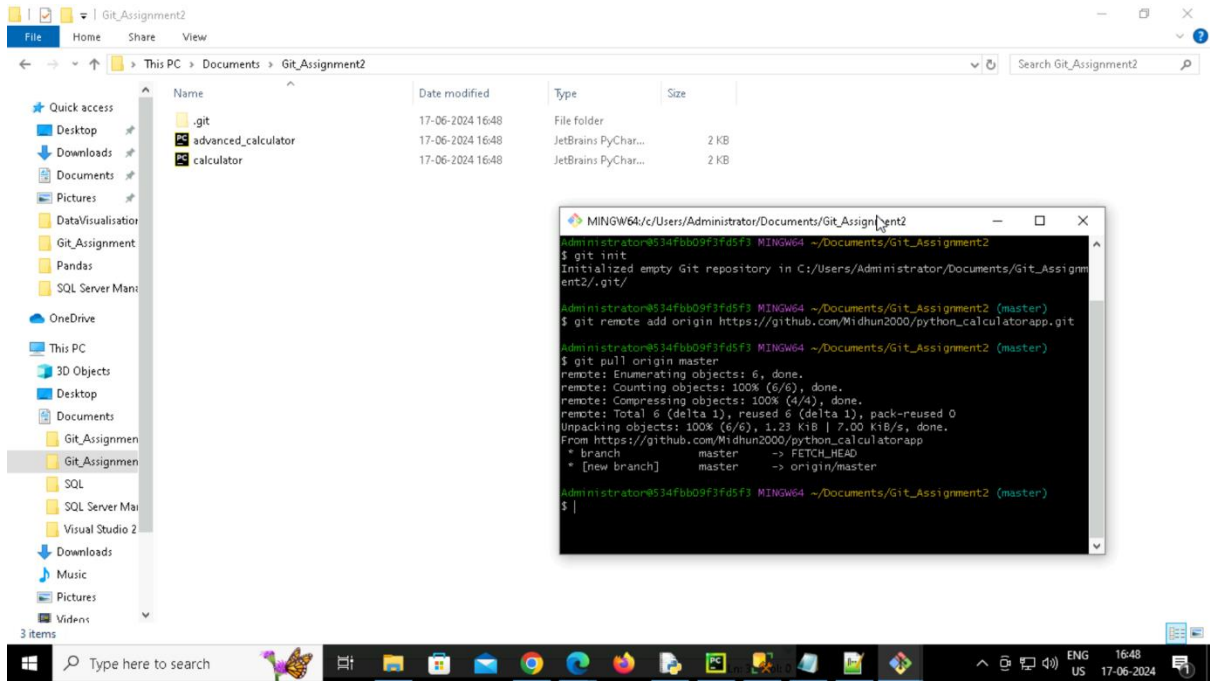 Git_Assignment2
File Home Share View
This PC > Documents > Git_Assignment2
Search Git_Assignment2
Name Date modified Type Size
.git 17-06-2024 16:48 File folder
advanced_calculator 17-06-2024 16:48 JetBrains PyChar... 2 KB
calculator 17-06-2024 16:48 JetBrains PyChar... 2 KB
Quick access
Desktop
Downloads
Documents
Pictures
DataVisualisation
Git_Assignment
Pandas
SQL Server Mana
OneDrive
This PC
3D Objects
Desktop
Documents
Git_Assignmen
Git_Assignmen
SQL
SQL Server Mar
Visual Studio 2
Downloads
Music
Pictures
Videos
3 items
MINGW64:/c/Users/Administrator/Documents/Git_Assignment2
Administrator@534fbb09f3fd5f3 MINGW64 ~/Documents/Git_Assignment2
$ git init
Initialized empty Git repository in C:/Users/Administrator/Documents/Git_Assignm
ent2/.git/
Administrator@534fbb09f3fd5f3 MINGW64 ~/Documents/Git_Assignment2 (master)
$ git remote add origin https://github.com/Midhun2000/python_calculatorapp.git
Administrator@534fbb09f3fd5f3 MINGW64 ~/Documents/Git_Assignment2 (master)
$ git pull origin master
remote: Enumerating objects: 6, done.
remote: Counting objects: 100% (6/6), done.
remote: Compressing objects: 100% (4/4), done.
remote: Total 6 (delta 1), reused 6 (delta 1), pack-reused 0
Unpacking objects: 100% (6/6), 1.23 KiB | 7.00 KiB/s, done.
From https://github.com/Midhun2000/python_calculatorapp
* branch master -> FETCH_HEAD
* [new branch] master -> origin/master
Administrator@534fbb09f3fd5f3 MINGW64 ~/Documents/Git_Assignment2 (master)
$
Type here to search
ENG
US
16:48
17-06-2024